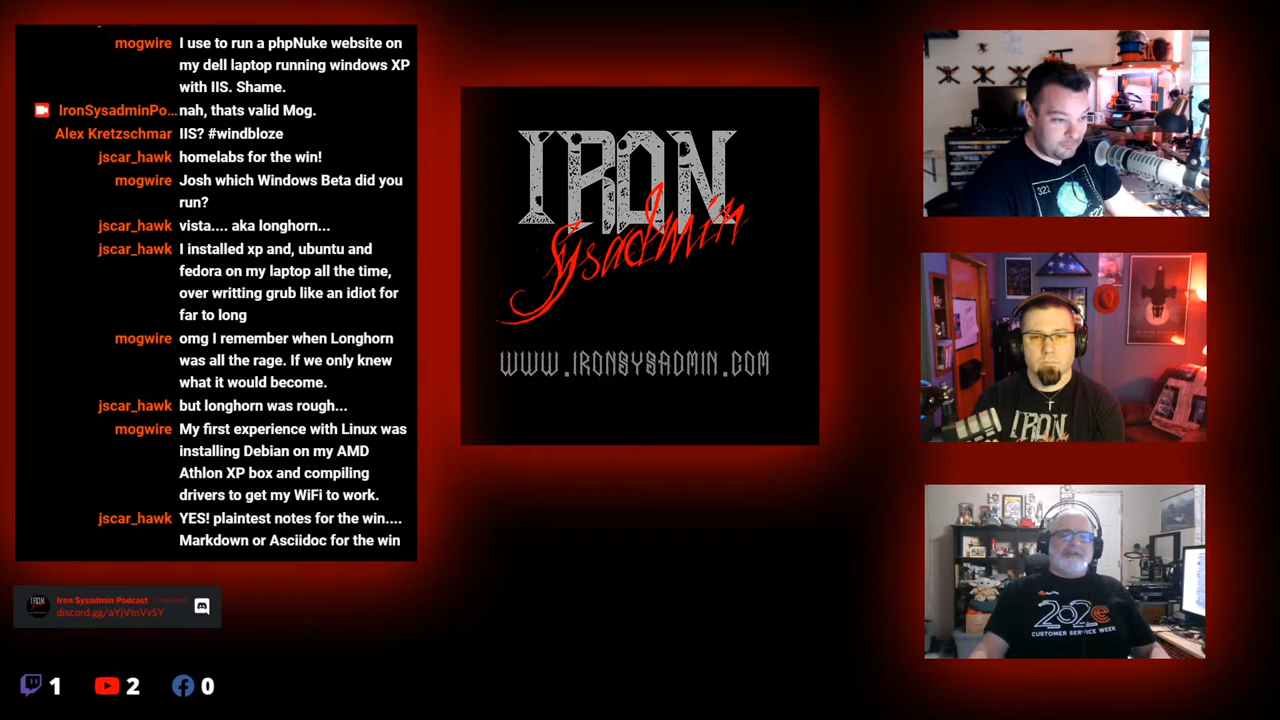 mogwire I use to run a phpNuke website on
my dell laptop running windows XP
with IIS. Shame.
IronSysadminPo... nah, thats valid Mog.
Alex Kretzschmar IIS? #windbloze
jscar_hawk homelabs for the win!
mogwire Josh which Windows Beta did you
run?
jscar_hawk vista.... aka longhorn...
jscar_hawk I installed xp and, ubuntu and
fedora on my laptop all the time,
over writting grub like an idiot for
far to long
mogwire omg I remember when Longhorn
was all the rage. If we only knew
what it would become.
jscar_hawk but longhorn was rough...
mogwire My first experience with Linux was
installing Debian on my AMD
Athlon XP box and compiling
drivers to get my WiFi to work.
jscar_hawk YES! plaintest notes for the win....
Markdown or Asciidoc for the win
Iron Sysadmin Podcast
discord.gg/aYjVtnVvSY
1 2 0
IRON
Sysadmin
WWW.IRONSYSADMIN.COM
322
IRON
202e
CUSTOMER SERVICE WEEK